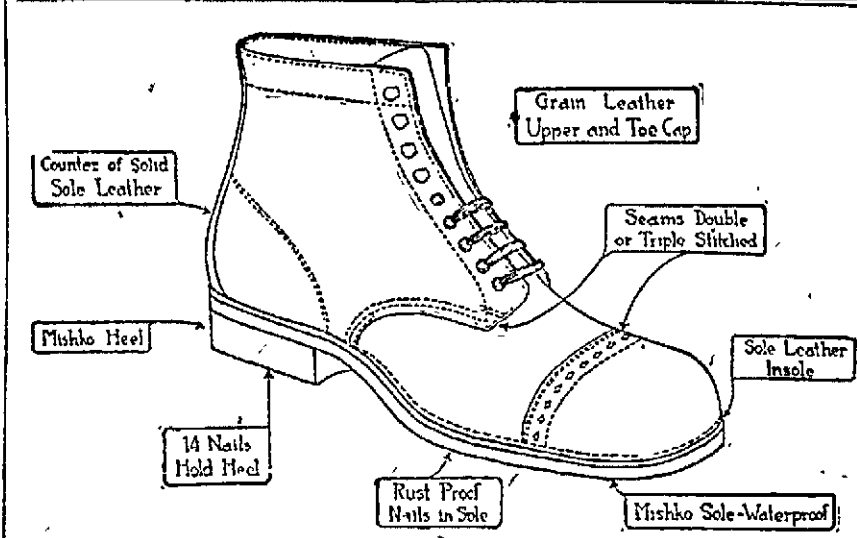 Grain Leather
Upper and Toe Cap
Counter of Solid
Sole Leather
Seams Double
or Triple Stitched
Mishko Heel
Sole Leather
Insole
14 Nails
Hold Heel
Rust Proof
Nails in Sole
Mishko Sole-Waterproof